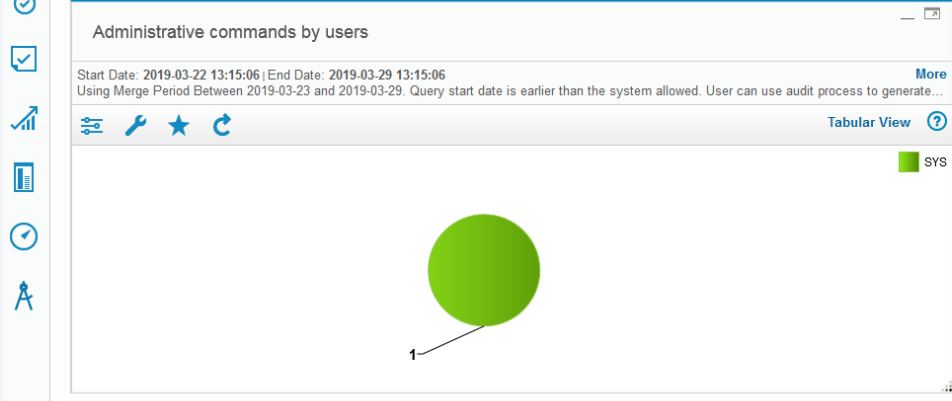 Administrative commands by users
Start Date: 2019-03-22 13:15:06 | End Date: 2019-03-29 13:15:06
More
Using Merge Period Between 2019-03-23 and 2019-03-29. Query start date is earlier than the system allowed. User can use audit process to generate...
Tabular View
?
SYS
1